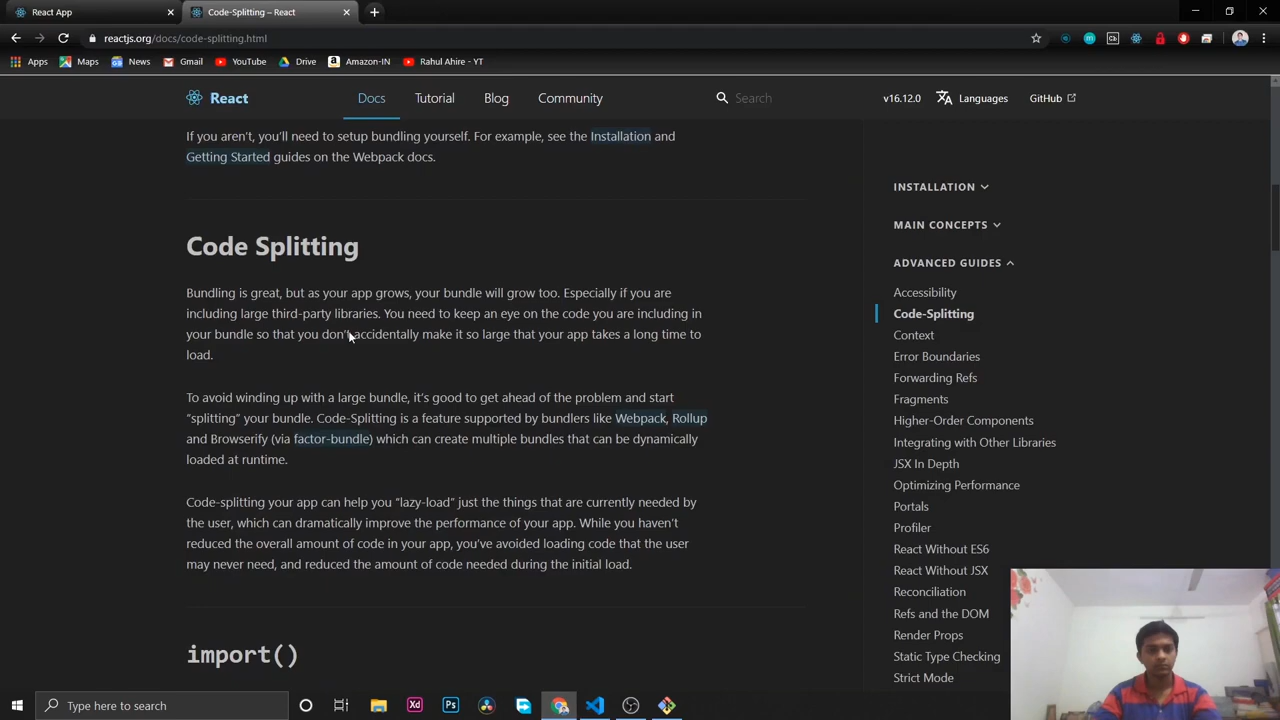 React App
Code-Splitting – React
reactjs.org/docs/code-splitting.html
Apps
Maps
News
Gmail
YouTube
Drive
Amazon-IN
Rahul Ahire - YT
React
Docs
Tutorial
Blog
Community
Search
v16.12.0
Languages
GitHub
If you aren't, you'll need to setup bundling yourself. For example, see the Installation and
Getting Started guides on the Webpack docs.
Code Splitting
Bundling is great, but as your app grows, your bundle will grow too. Especially if you are
including large third-party libraries. You need to keep an eye on the code you are including in
your bundle so that you don't accidentally make it so large that your app takes a long time to
load.
To avoid winding up with a large bundle, it's good to get ahead of the problem and start
“splitting” your bundle. Code-Splitting is a feature supported by bundlers like Webpack, Rollup
and Browserify (via factor-bundle) which can create multiple bundles that can be dynamically
loaded at runtime.
Code-splitting your app can help you “lazy-load” just the things that are currently needed by
the user, which can dramatically improve the performance of your app. While you haven't
reduced the overall amount of code in your app, you've avoided loading code that the user
may never need, and reduced the amount of code needed during the initial load.
import()
INSTALLATION
MAIN CONCEPTS
ADVANCED GUIDES
Accessibility
Code-Splitting
Context
Error Boundaries
Forwarding Refs
Fragments
Higher-Order Components
Integrating with Other Libraries
JSX In Depth
Optimizing Performance
Portals
Profiler
React Without ES6
React Without JSX
Reconciliation
Refs and the DOM
Render Props
Static Type Checking
Strict Mode
Type here to search
Xd
Ps